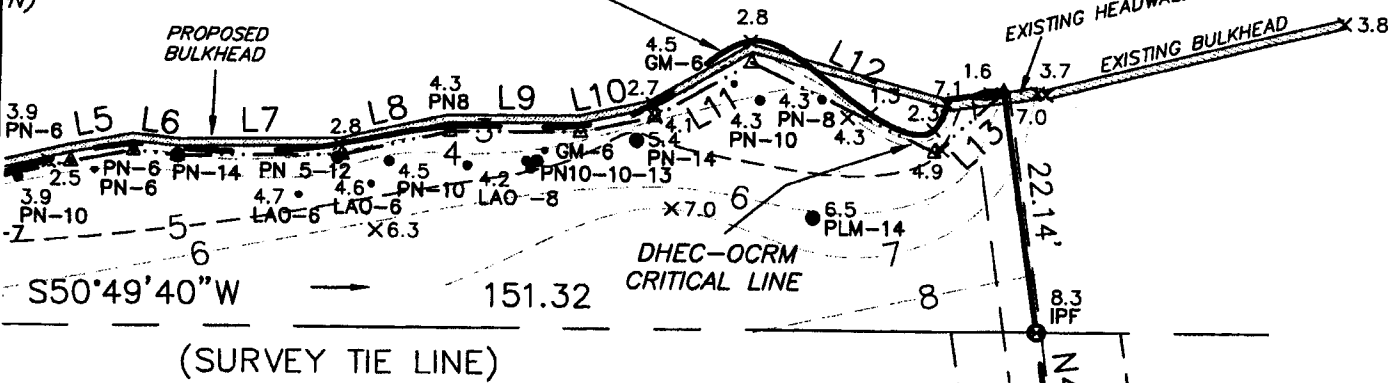 N)
PROPOSED
BULKHEAD
2.8
4.5
GM-6
EXISTING BULKHEAD
3.8
3.7
1.6
7.1
L12
3.9
PN-6
L5
L6
L7
2.8
L8
4.3
PN8
L9
L10
2.7
L11
4.3
PN-10
4.3
PN-8
1.3
4.3
2.3
7.0
L13
4.9
2.5
PN-6
PN-6
PN-14
PN 5-12
4.5
PN-10
3
4
GM-6
PN10-10-13
5.4
PN-14
3.9
PN-10
4.7
LAO-6
4.6
LAO-6
4.2
LAO-8
7.0
6
6.5
PLM-14
7
5
6
6.3
DHEC-OCRM
CRITICAL LINE
22.14'
8
8.3
IPF
S50°49'40"W
151.32
(SURVEY TIE LINE)